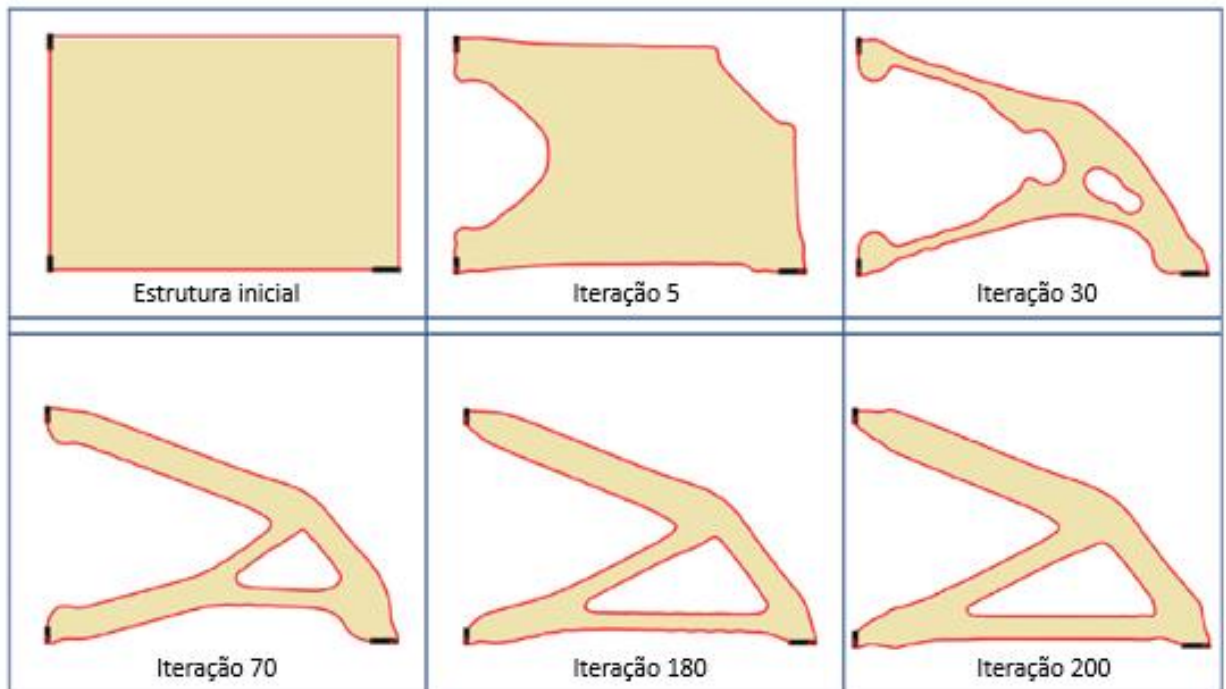 Estrutura inicial
Iteração 5
Iteração 30
Iteração 70
Iteração 180
Iteração 200